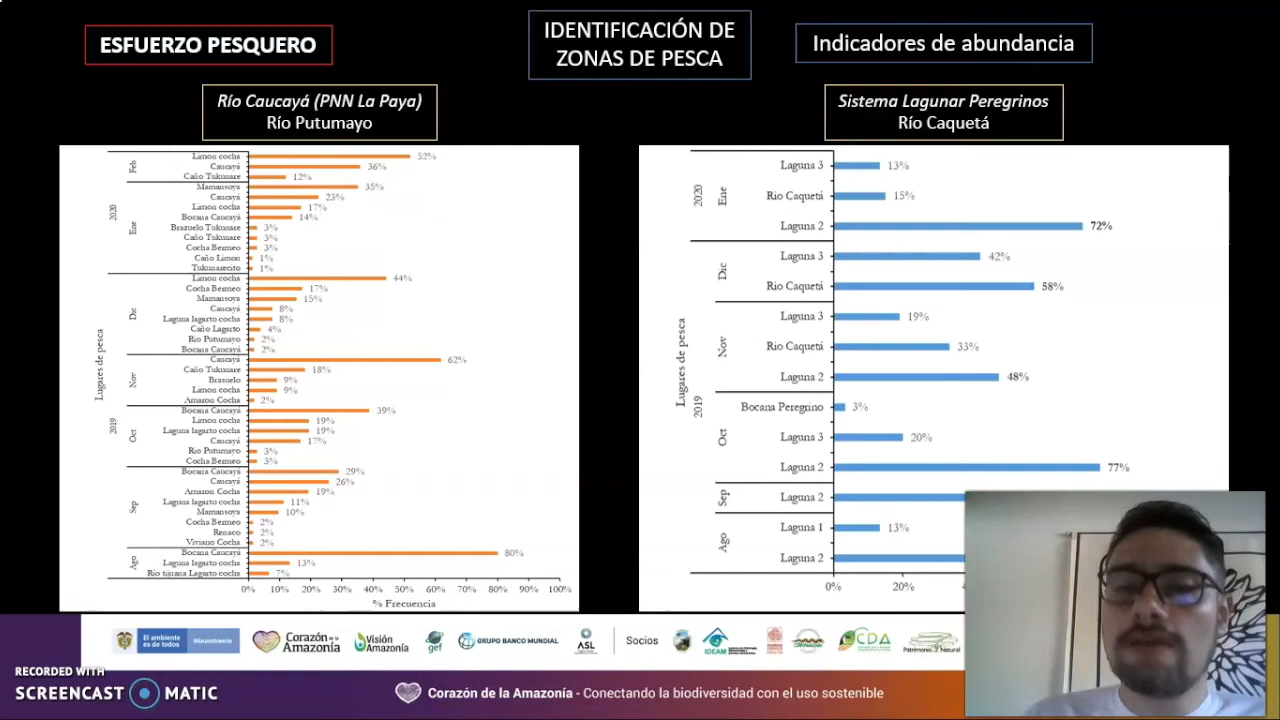 ESFUERZO PESQUERO
IDENTIFICACIÓN DE
ZONAS DE PESCA
Indicadores de abundancia
Río Caucayá (PNN La Paya)
Río Putumayo
Sistema Lagunar Peregrinos
Río Caquetá
Lugares de pesca
2020
Feb
Limon cocha 52%
Caucayá 36%
Caño Tukunare 12%
Ene
Mamansoya 35%
Caucayá 23%
Limon cocha 17%
Bocana Caucayá 14%
Brazuelo Tukunare 3%
Caño Tukunare 3%
Cocha Bermeo 3%
Caño Limon 1%
Tukunarecito 1%
2019
Dic
Limon cocha 44%
Cocha Bermeo 17%
Mamansoya 15%
Caucayá 8%
Laguna lagarto cocha 8%
Caño Lagarto 4%
Rio Putumayo 2%
Bocana Caucayá 2%
Nov
Caucayá 62%
Caño Tukunare 18%
Brasuelo 9%
Limon cocha 9%
Amaron Cocha 2%
Oct
Bocana Caucayá 39%
Limon cocha 19%
Laguna lagarto cocha 19%
Caucayá 17%
Rio Putumayo 3%
Cocha Bermeo 3%
Sep
Bocana Caucayá 29%
Caucayá 26%
Amaron Cocha 19%
Laguna lagarto cocha 11%
Mamansoya 10%
Cocha Bermeo 2%
Renaco 2%
Viviano Cocha 2%
Ago
Bocana Caucayá 80%
Laguna lagarto cocha 13%
Río tijuana Lagarto cocha 7%
0% 10% 20% 30% 40% 50% 60% 70% 80% 90% 100%
% Frecuencia
Lugares de pesca
2020
Ene
Laguna 3 13%
Rio Caquetá 15%
Laguna 2 72%
2019
Dic
Laguna 3 42%
Rio Caquetá 58%
Nov
Laguna 3 19%
Rio Caquetá 33%
Laguna 2 48%
Oct
Bocana Peregrino 3%
Laguna 3 20%
Laguna 2 77%
Sep
Laguna 2
Ago
Laguna 1 13%
Laguna 2
0% 20%
El ambiente
es de todos
Minambiente
Corazón de la
Amazonía
Visión
Amazonía
gef
GRUPO BANCO MUNDIAL
ASL
Socios
IDEAM
CDA
Patrimonio Natural
RECORDED WITH
SCREENCAST MATIC
Corazón de la Amazonía - Conectando la biodiversidad con el uso sostenible